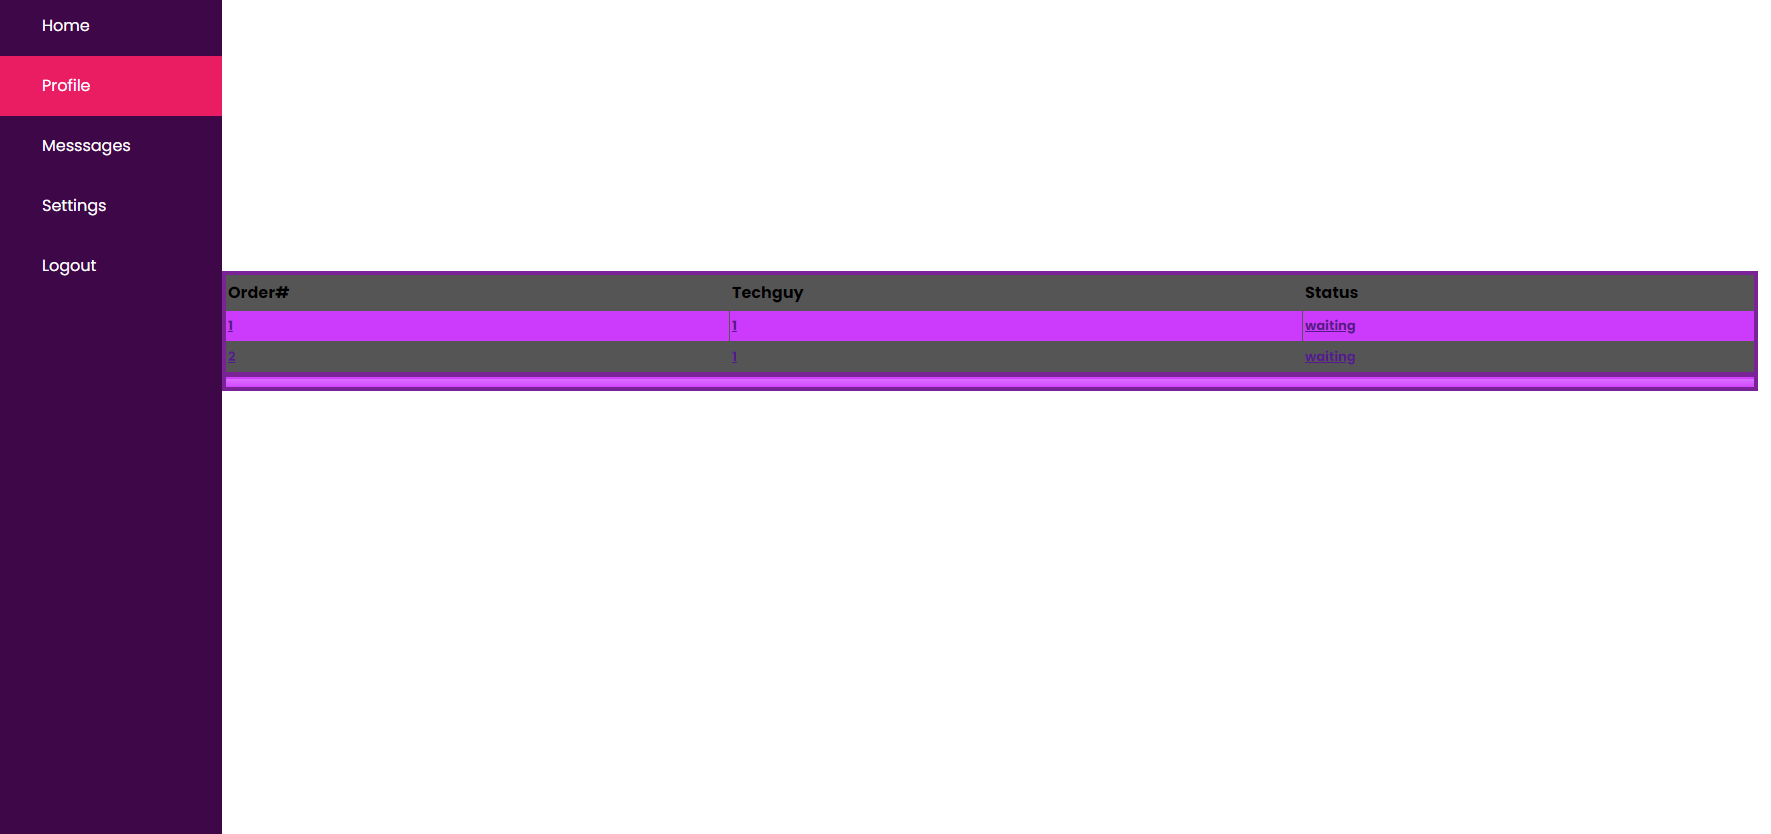 Home
Profile
Messsages
Settings
Logout
Order# Techguy Status
1 1 waiting
2 1 waiting